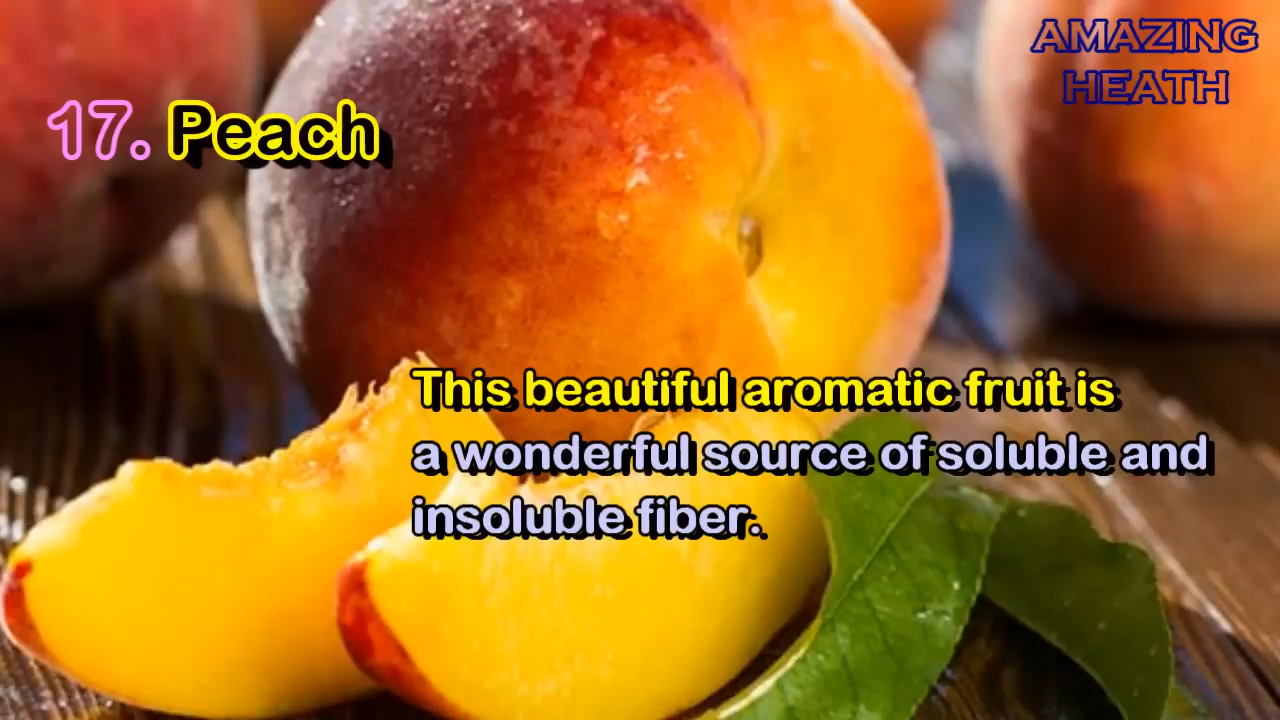 AMAZING
HEATH
17. Peach
This beautiful aromatic fruit is
a wonderful source of soluble and
insoluble fiber.